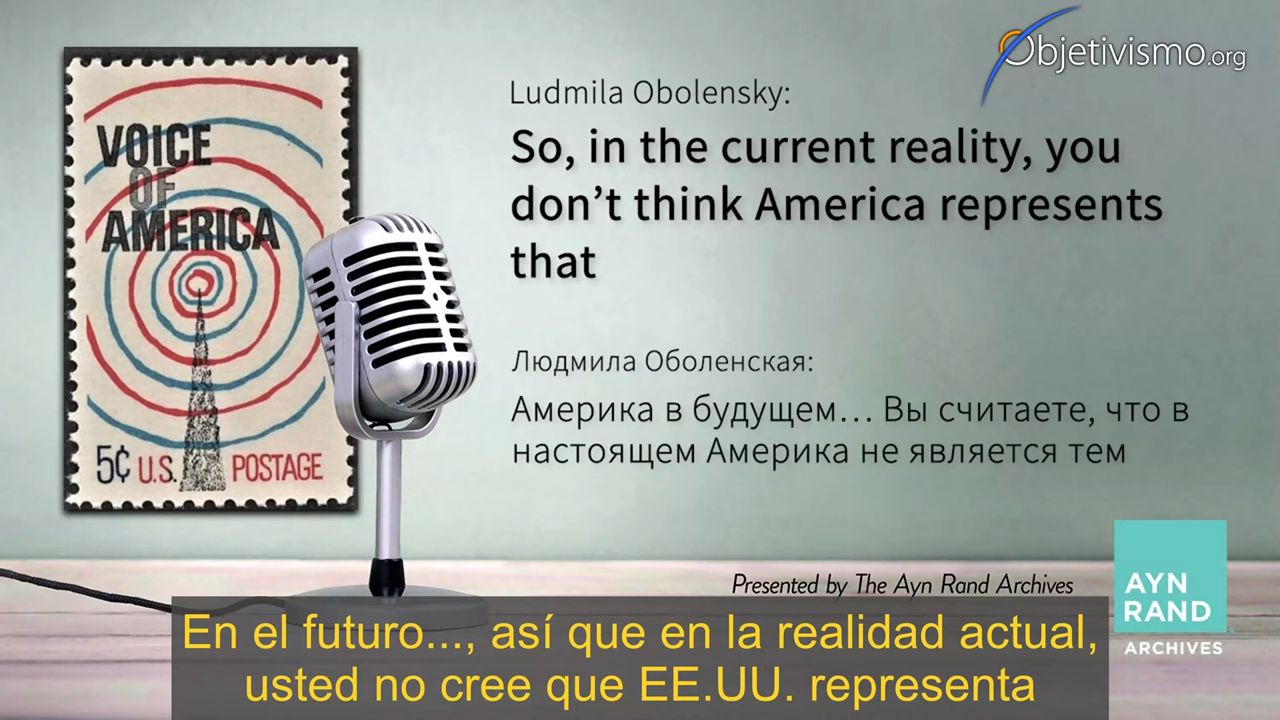 Objetivismo.org
VOICE
OF
AMERICA
5¢ U.S. POSTAGE
Ludmila Obolensky:
So, in the current reality, you
don’t think America represents
that
Людмила Оболенская:
Америка в будущем… Вы считаете, что в
настоящем Америка не является тем
Presented by The Ayn Rand Archives
AYN
RAND
ARCHIVES
En el futuro..., así que en la realidad actual,
usted no cree que EE.UU. representa